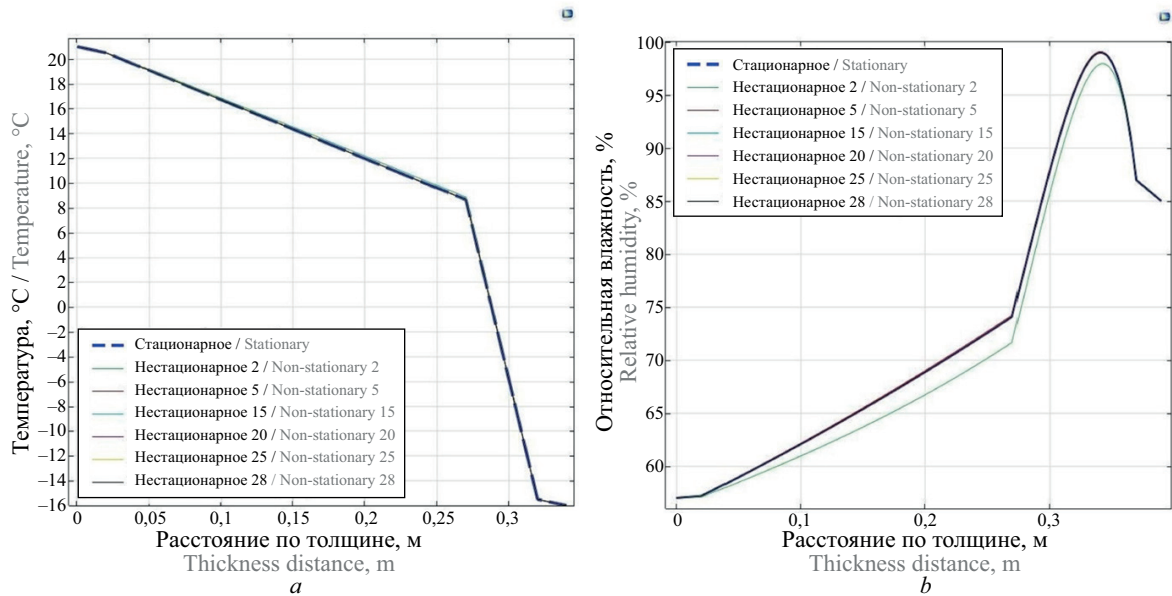 Температура, °C / Temperature, °C
20
18
16
14
12
10
8
6
4
2
0
−2
−4
−6
−8
−10
−12
−14
−16
Стационарное / Stationary
Нестационарное 2 / Non-stationary 2
Нестационарное 5 / Non-stationary 5
Нестационарное 15 / Non-stationary 15
Нестационарное 20 / Non-stationary 20
Нестационарное 25 / Non-stationary 25
Нестационарное 28 / Non-stationary 28
0 0,05 0,1 0,15 0,2 0,25 0,3
Расстояние по толщине, м
Thickness distance, m
a
Относительная влажность, %
Relative humidity, %
100
95
90
85
80
75
70
65
60
Стационарное / Stationary
Нестационарное 2 / Non-stationary 2
Нестационарное 5 / Non-stationary 5
Нестационарное 15 / Non-stationary 15
Нестационарное 20 / Non-stationary 20
Нестационарное 25 / Non-stationary 25
Нестационарное 28 / Non-stationary 28
0 0,1 0,2 0,3
Расстояние по толщине, м
Thickness distance, m
b